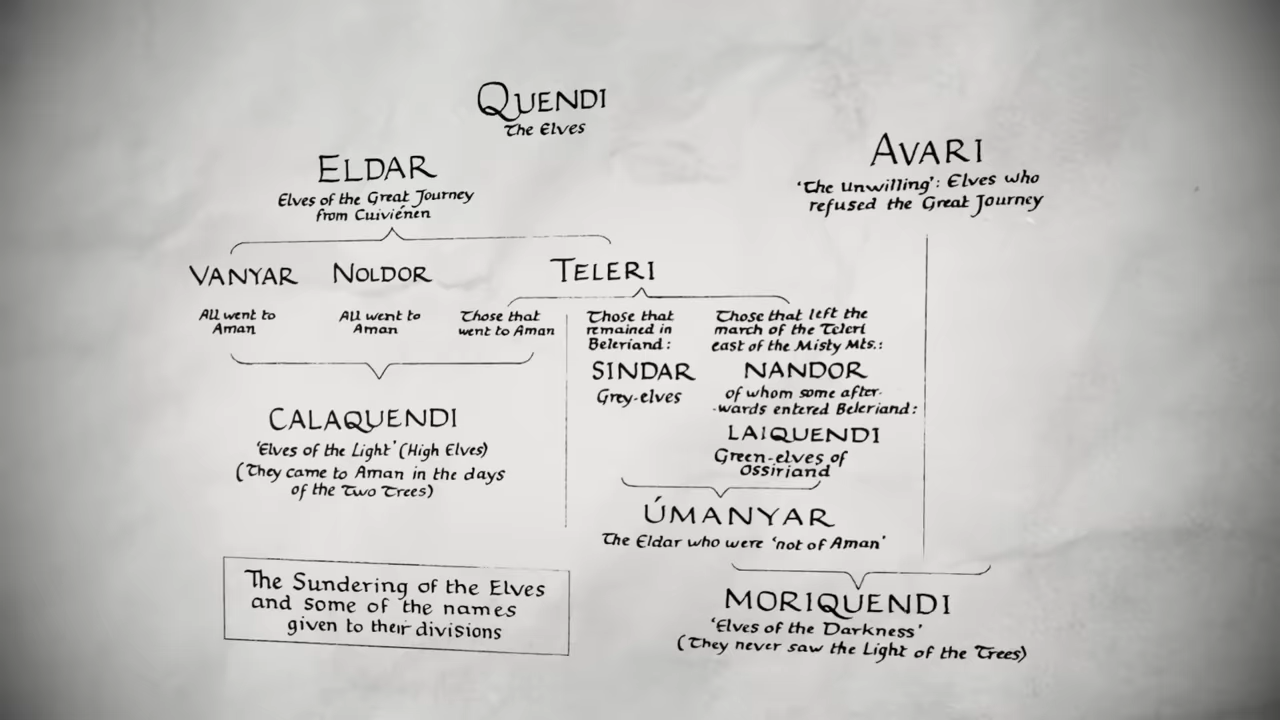 QUENDI
The Elves
ELDAR
Elves of the Great Journey
from Cuiviénen
AVARI
'The Unwilling': Elves who
refused the Great Journey
VANYAR
All went to
Aman
NOLDOR
All went to
Aman
TELERI
Those that
went to Aman
Those that
remained in
Beleriand:
SINDAR
Grey-elves
Those that left the
march of the Teleri
east of the Misty Mts.:
NANDOR
of whom some after-
wards entered Beleriand:
LAIQUENDI
Green-elves of
Ossiriand
CALAQUENDI
'Elves of the Light' (High Elves)
(They came to Aman in the days
of the Two Trees)
ÚMANYAR
The Eldar who were 'not of Aman'
MORIQUENDI
'Elves of the Darkness'
(They never saw the Light of the Trees)
The Sundering of the Elves
and some of the names
given to their divisions